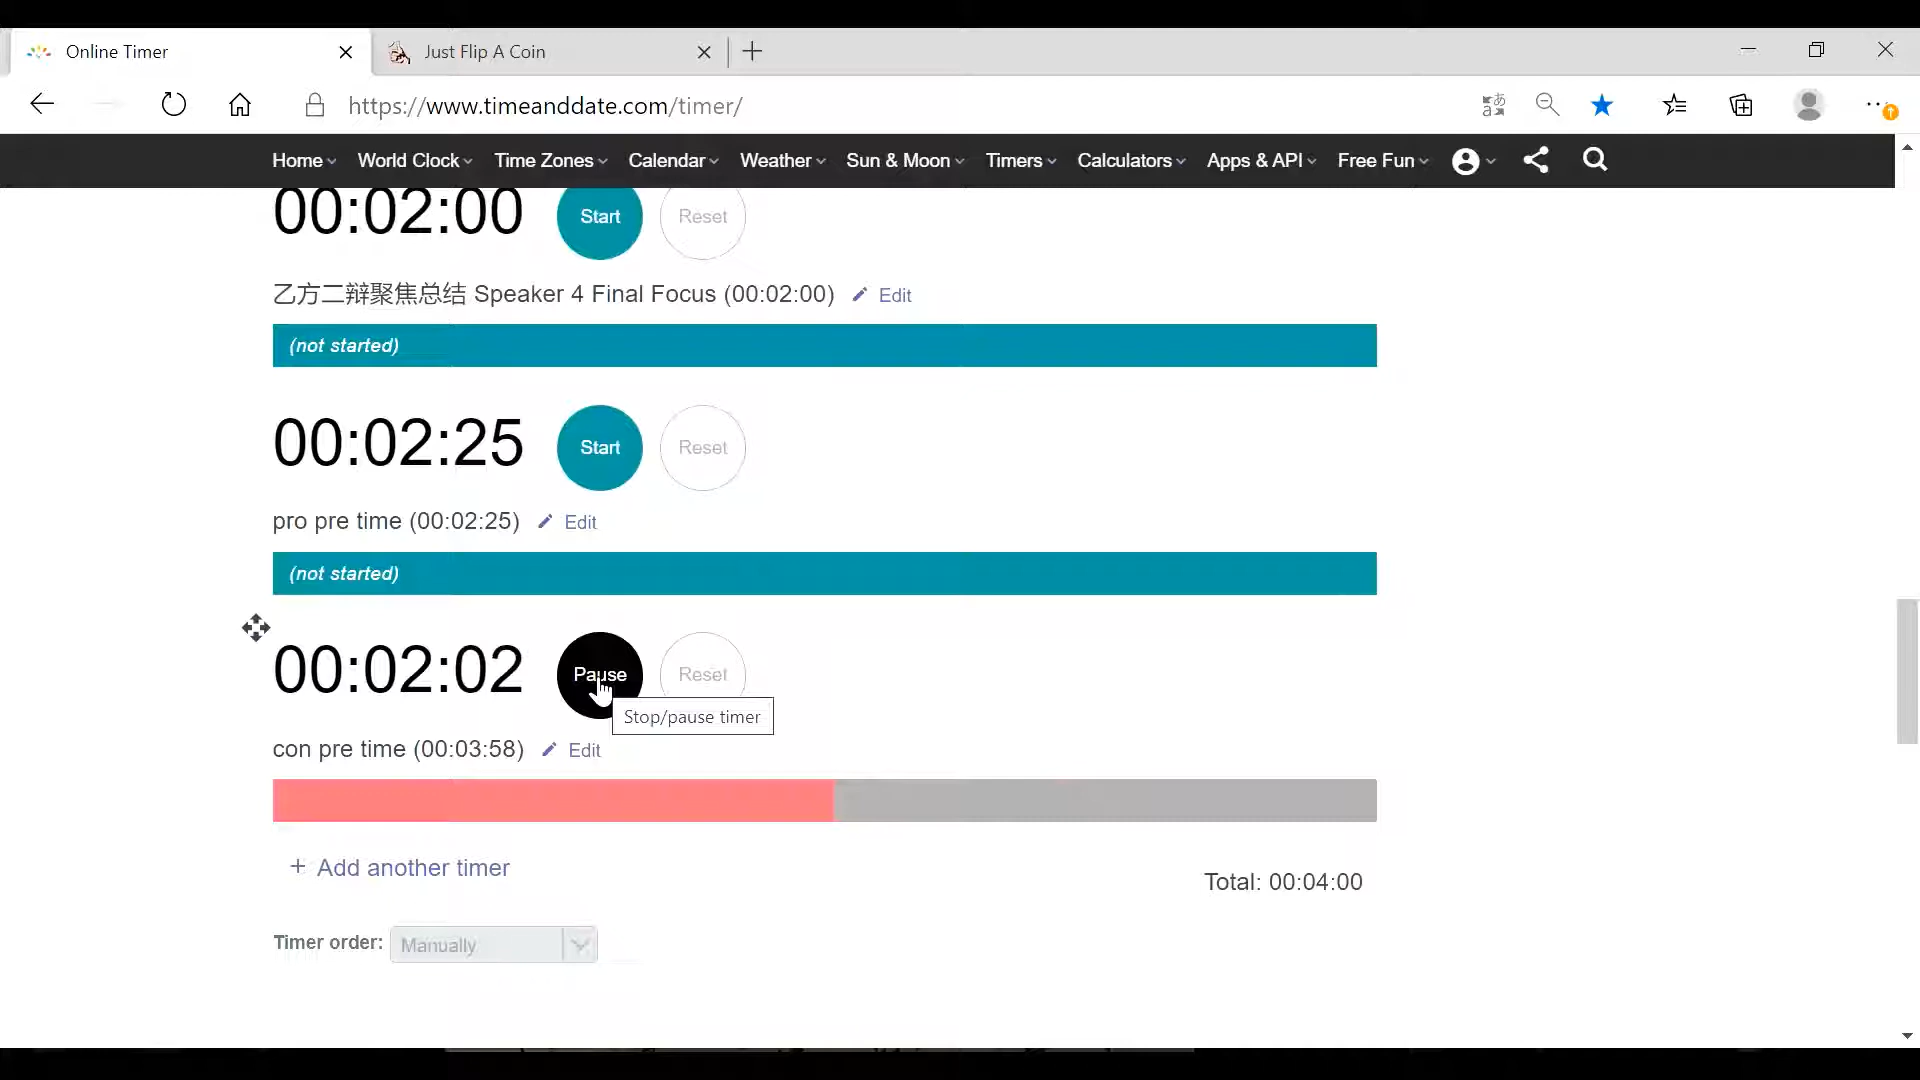 Online Timer
Just Flip A Coin
https://www.timeanddate.com/timer/
Home World Clock Time Zones Calendar Weather Sun & Moon Timers Calculators Apps & API Free Fun
00:02:00 Start Reset
乙方二辩聚焦总结 Speaker 4 Final Focus (00:02:00) Edit
(not started)
00:02:25 Start Reset
pro pre time (00:02:25) Edit
(not started)
00:02:02 Pause Reset
Stop/pause timer
con pre time (00:03:58) Edit
+ Add another timer
Total: 00:04:00
Timer order: Manually